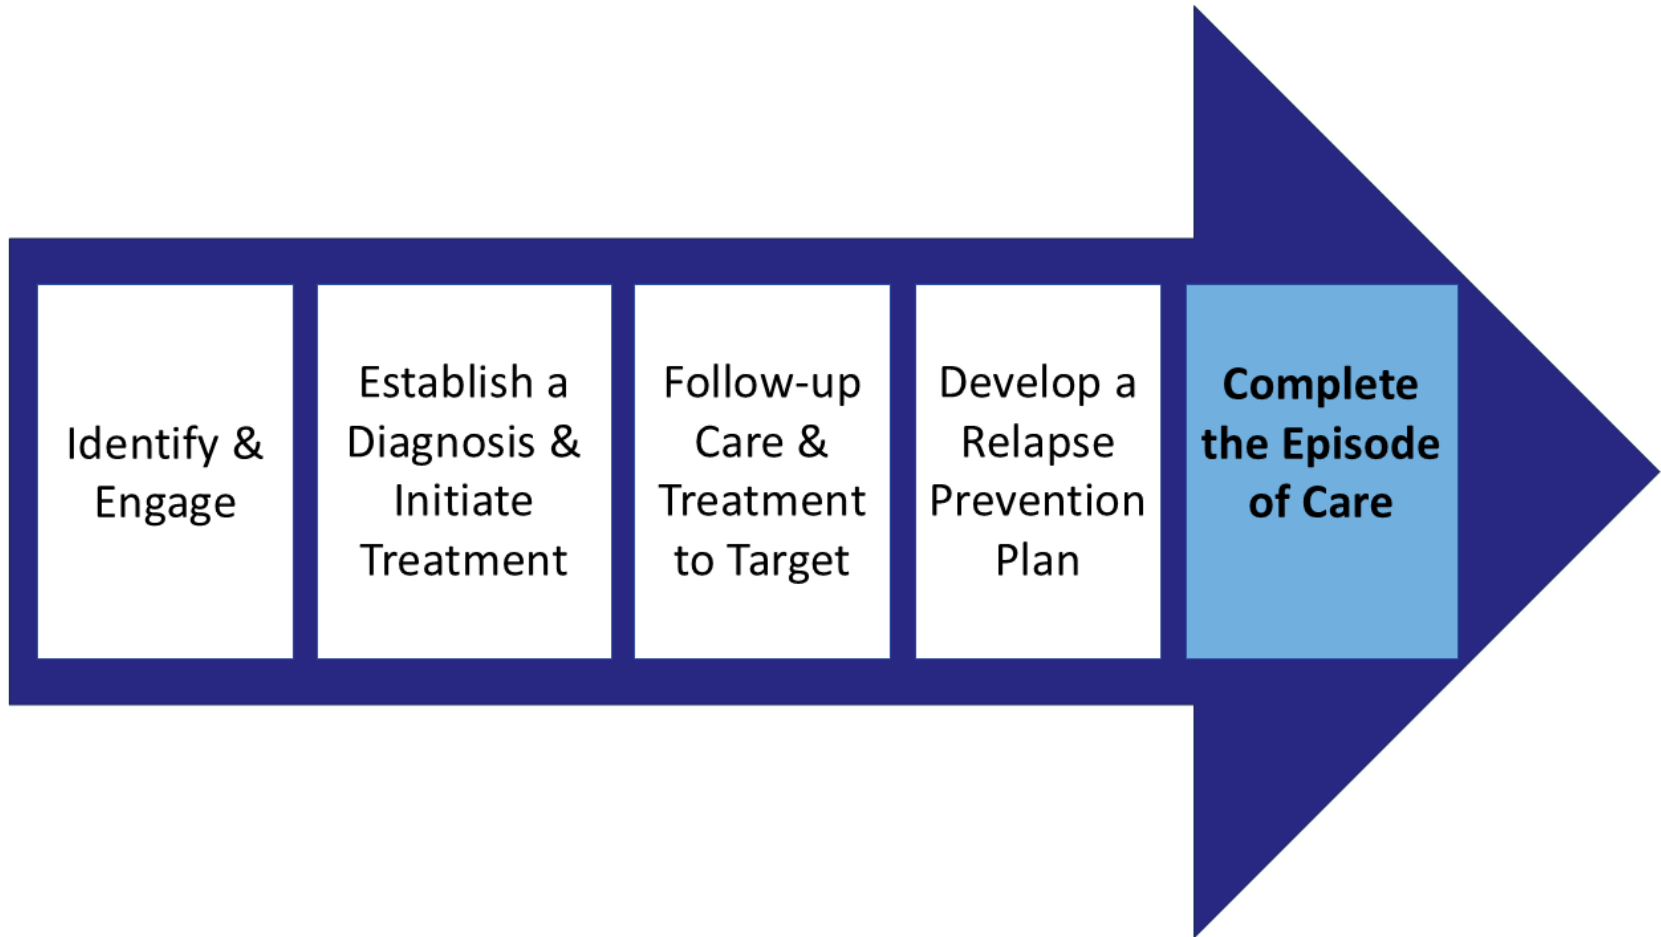 Identify &
Engage
Establish a
Diagnosis &
Initiate
Treatment
Follow-up
Care &
Treatment
to Target
Develop a
Relapse
Prevention
Plan
Complete
the Episode
of Care